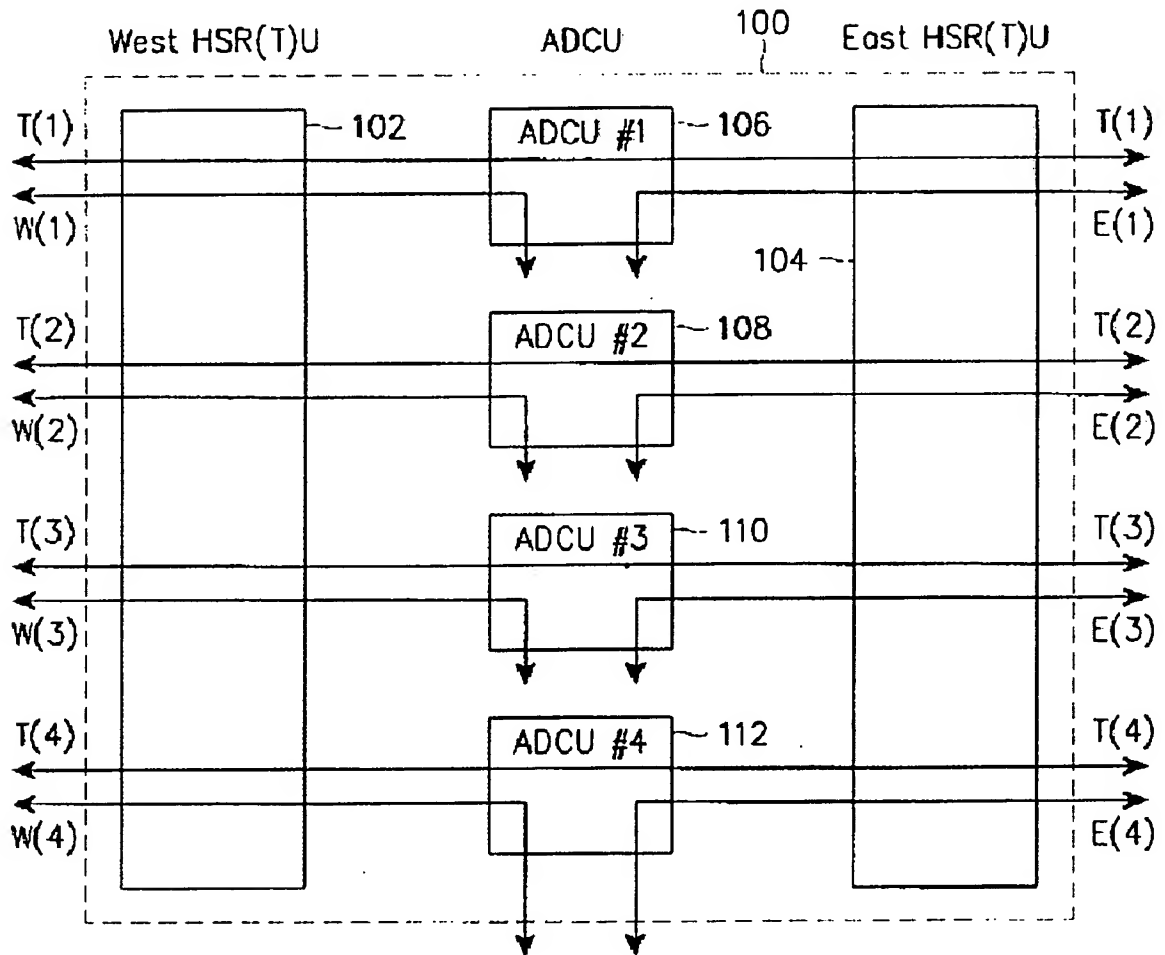 100
West HSR(T)U ADCU East HSR(T)U
T(1) 102 ADCU #1 106 T(1)
W(1) E(1)
104
T(2) ADCU #2 108 T(2)
W(2) E(2)
T(3) ADCU #3 110 T(3)
W(3) E(3)
T(4) ADCU #4 112 T(4)
W(4) E(4)